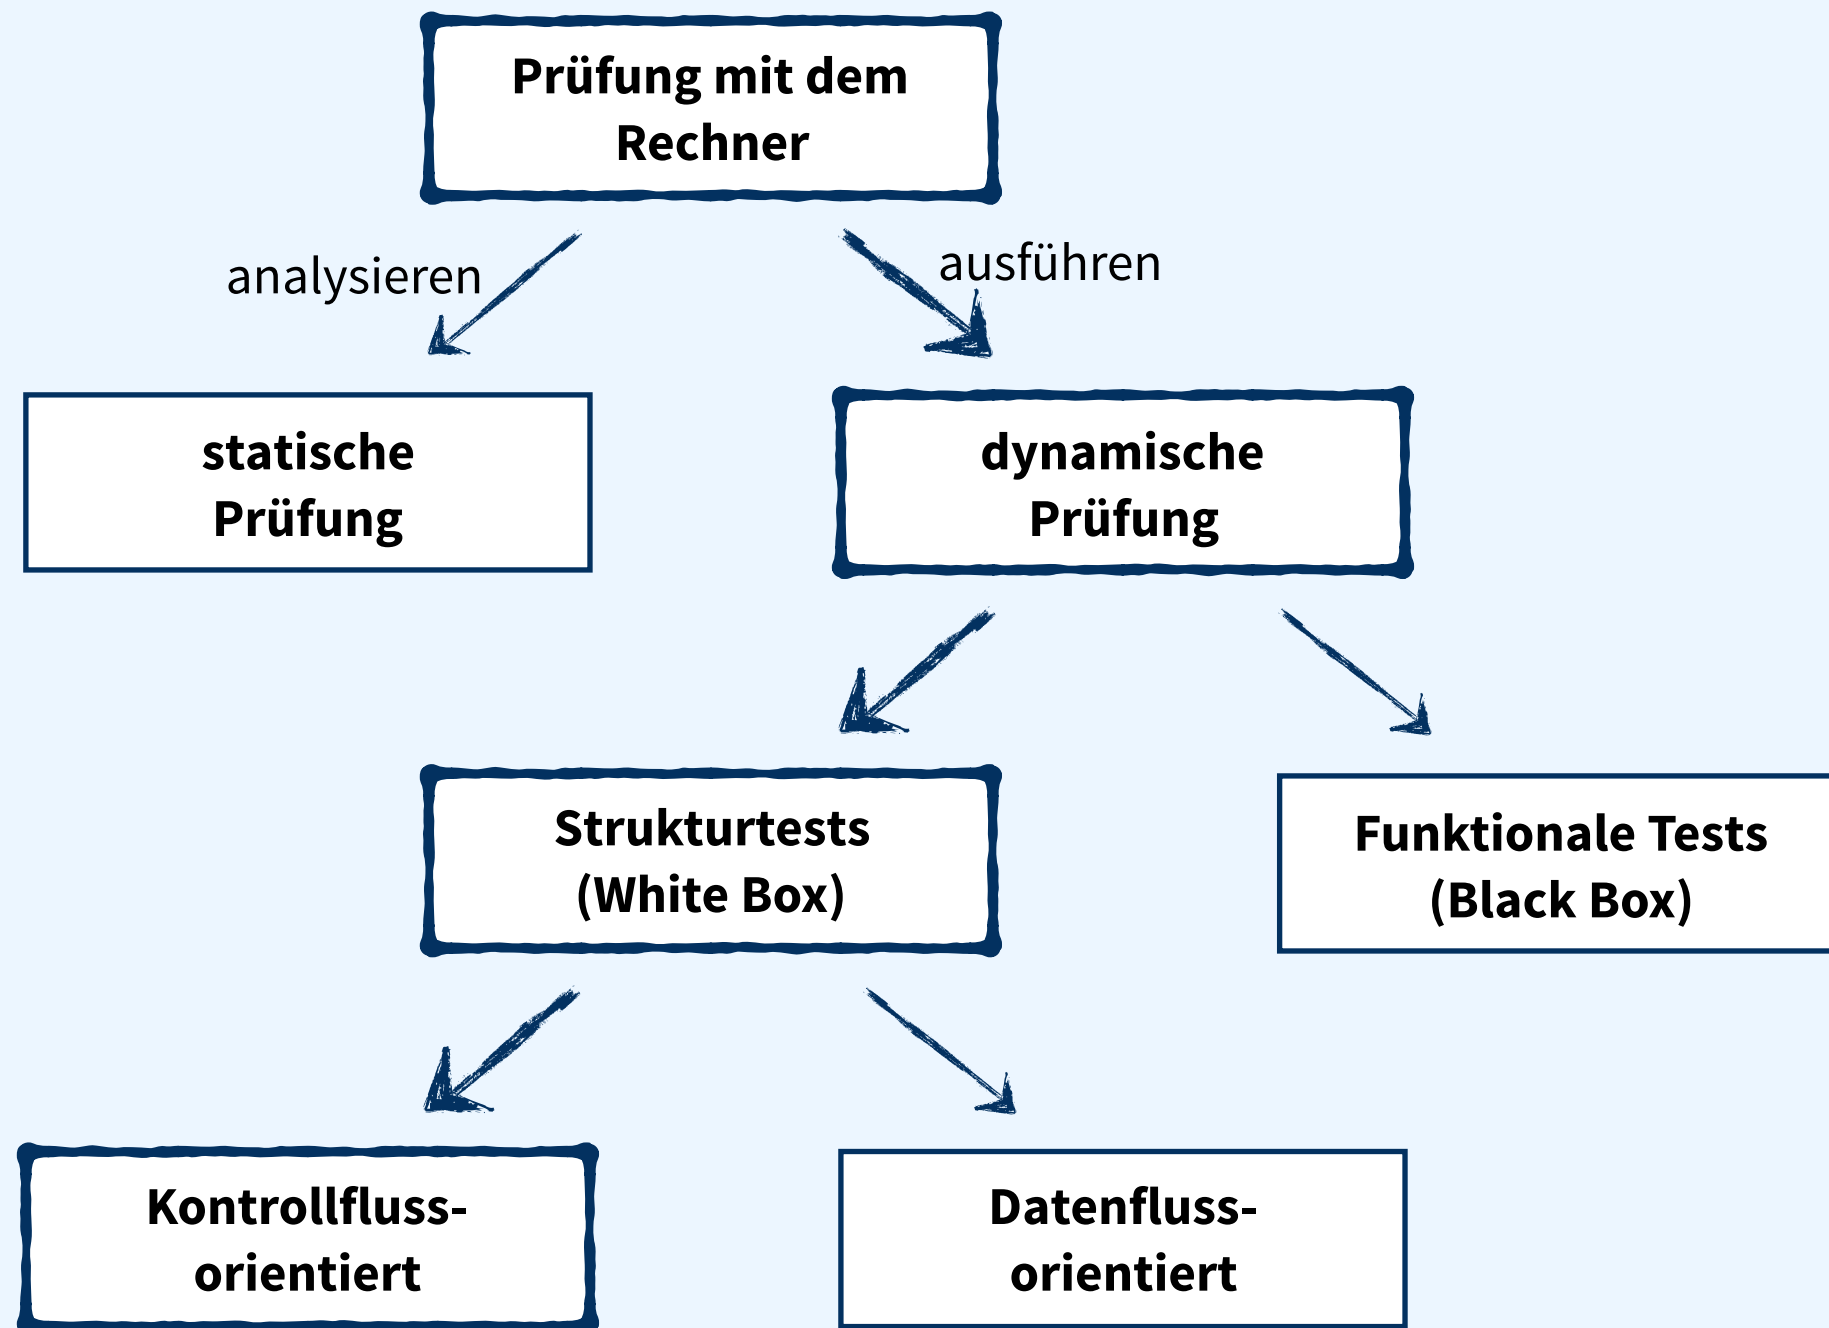 Prüfung mit dem
Rechner
analysieren
ausführen
statische
Prüfung
dynamische
Prüfung
Strukturtests
(White Box)
Funktionale Tests
(Black Box)
Kontrollfluss-
orientiert
Datenfluss-
orientiert